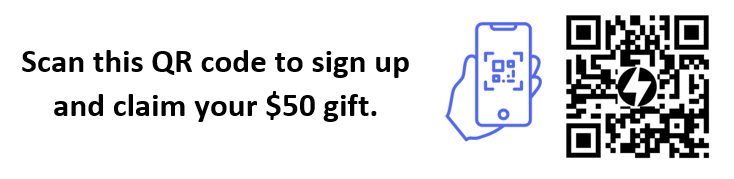 Scan this QR code to sign up
and claim your $50 gift.